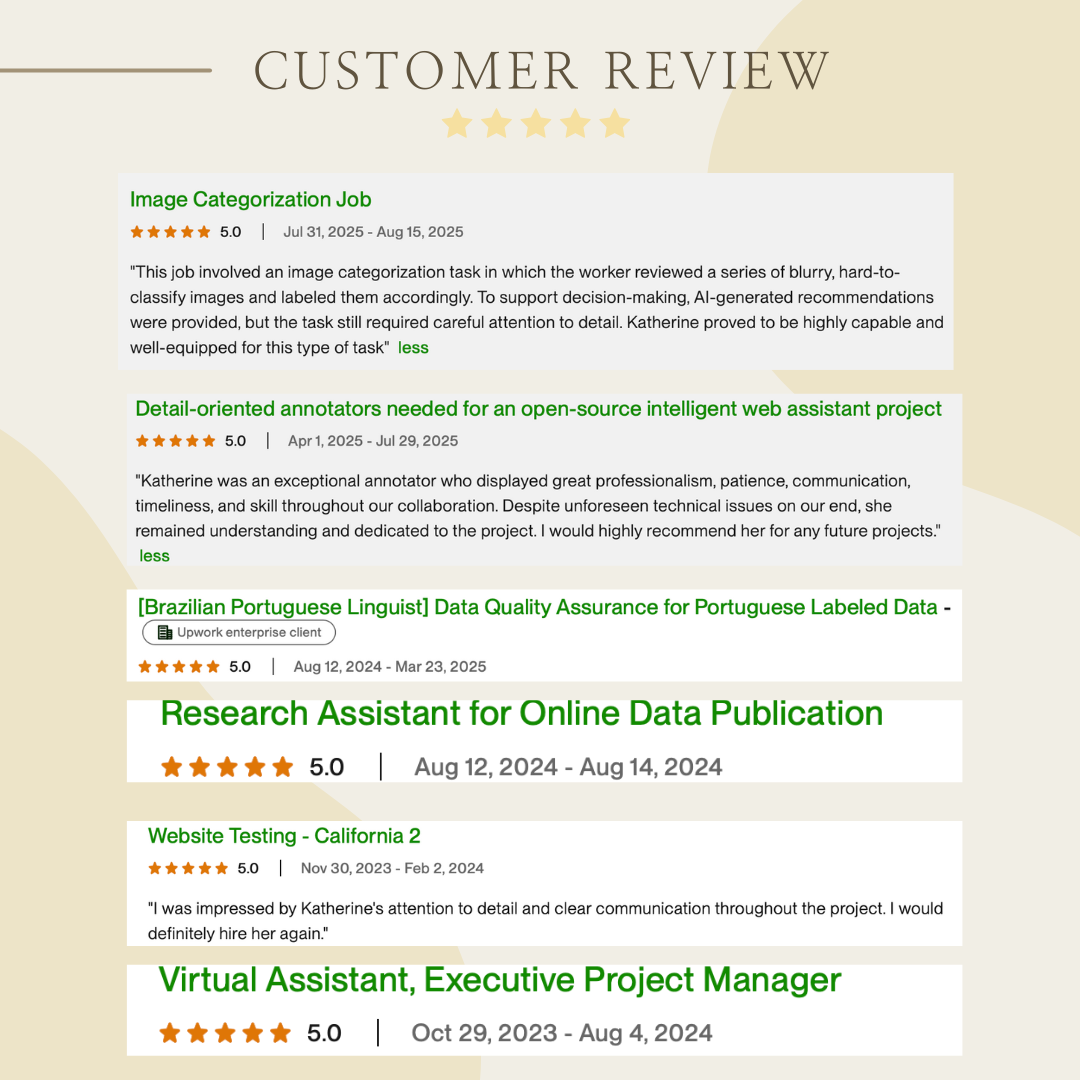 CUSTOMER REVIEW
Image Categorization Job
5.0 | Jul 31, 2025 - Aug 15, 2025
"This job involved an image categorization task in which the worker reviewed a series of blurry, hard-to-
classify images and labeled them accordingly. To support decision-making, AI-generated recommendations
were provided, but the task still required careful attention to detail. Katherine proved to be highly capable and
well-equipped for this type of task" less
Detail-oriented annotators needed for an open-source intelligent web assistant project
5.0 | Apr 1, 2025 - Jul 29, 2025
"Katherine was an exceptional annotator who displayed great professionalism, patience, communication,
timeliness, and skill throughout our collaboration. Despite unforeseen technical issues on our end, she
remained understanding and dedicated to the project. I would highly recommend her for any future projects."
less
[Brazilian Portuguese Linguist] Data Quality Assurance for Portuguese Labeled Data -
Upwork enterprise client
5.0 | Aug 12, 2024 - Mar 23, 2025
Research Assistant for Online Data Publication
5.0 | Aug 12, 2024 - Aug 14, 2024
Website Testing - California 2
5.0 | Nov 30, 2023 - Feb 2, 2024
"I was impressed by Katherine's attention to detail and clear communication throughout the project. I would
definitely hire her again."
Virtual Assistant, Executive Project Manager
5.0 | Oct 29, 2023 - Aug 4, 2024